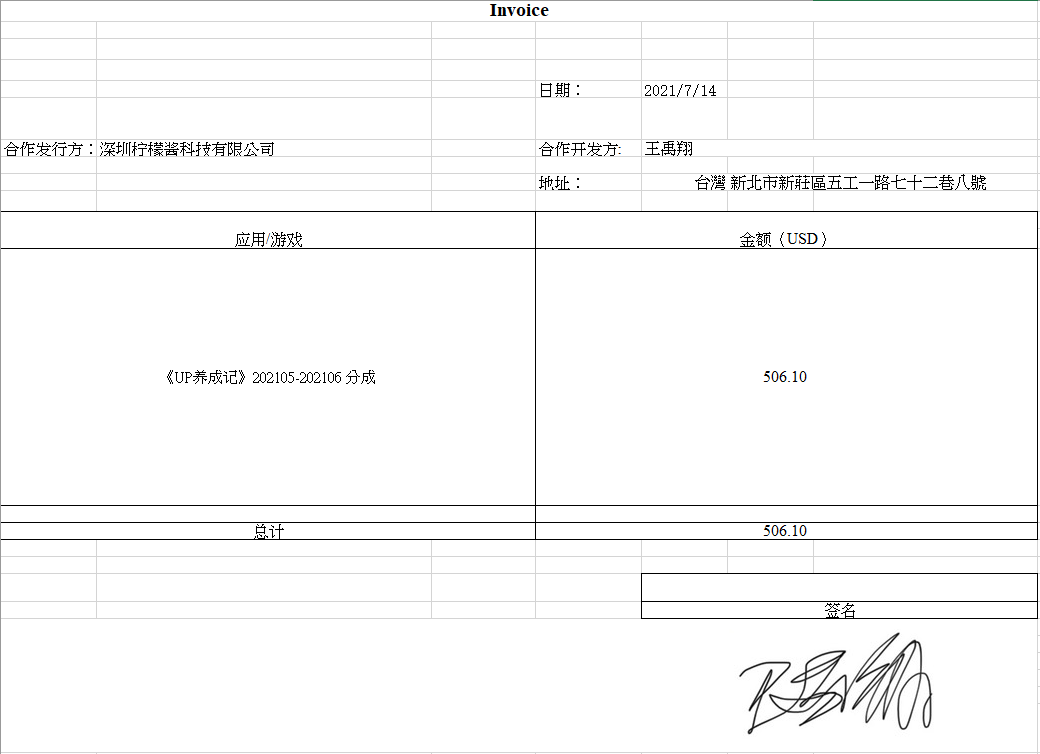 Invoice
日期： 2021/7/14
合作发行方：深圳柠檬酱科技有限公司 合作开发方: 王禹翔
地址： 台灣 新北市新莊區五工一路七十二巷八號
应用/游戏 金额（USD）
《UP养成记》202105-202106 分成 506.10
总计 506.10
签名
王禹翔